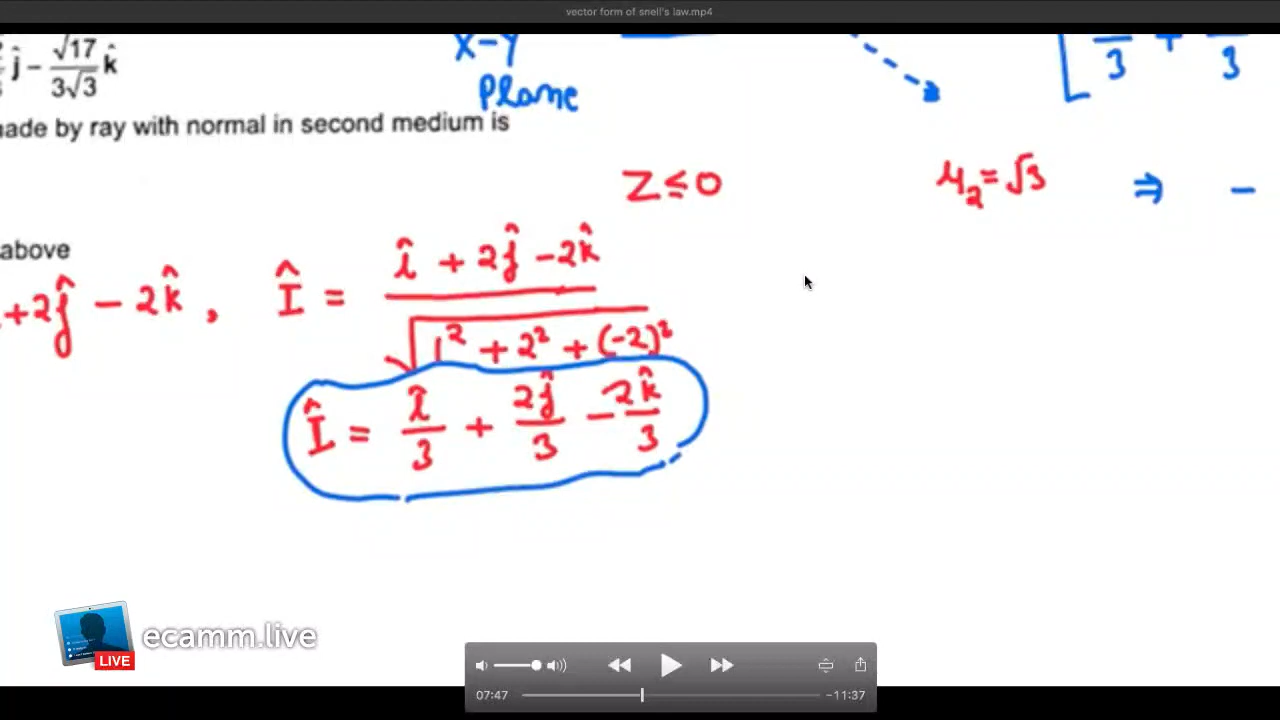 vector form of snell's law.mp4
ĵ − √17/3√3 k̂
X-Y
Plane
3 + 3
made by ray with normal in second medium is
Z ≤ 0
μ₂ = √3 ⇒ −
above
+2ĵ − 2k̂ , Î = î + 2ĵ − 2k̂ / √1² + 2² + (−2)²
Î = î/3 + 2ĵ/3 − 2k̂/3
ecamm.live
LIVE
07:47
−11:37